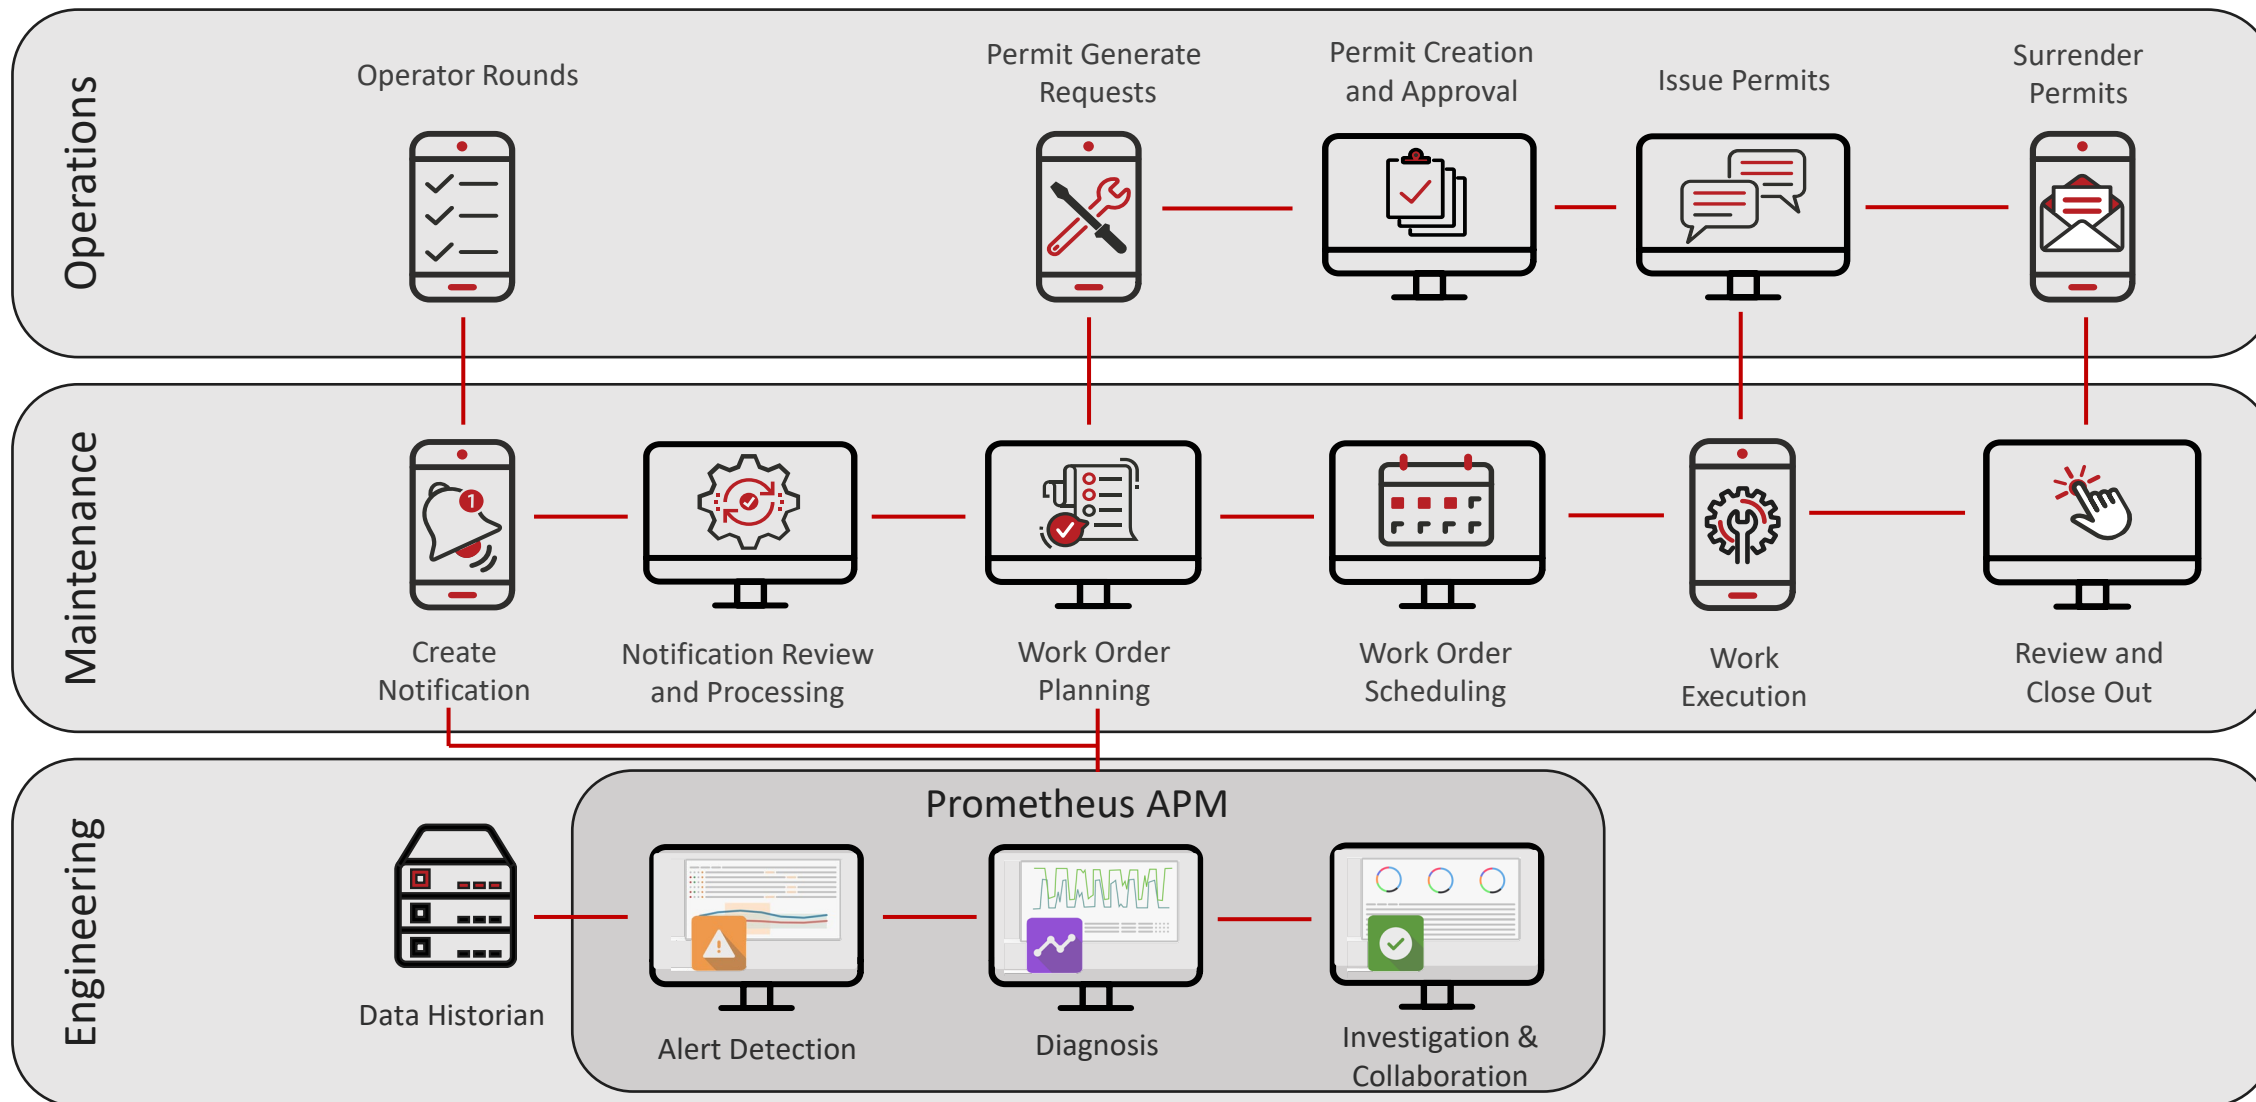 Operations
Operator Rounds
Permit Generate
Requests
Permit Creation
and Approval
Issue Permits
Surrender
Permits
Maintenance
1
Create
Notification
Notification Review
and Processing
Work Order
Planning
Work Order
Scheduling
Work
Execution
Review and
Close Out
Engineering
Prometheus APM
Data Historian
Alert Detection
Diagnosis
Investigation &
Collaboration